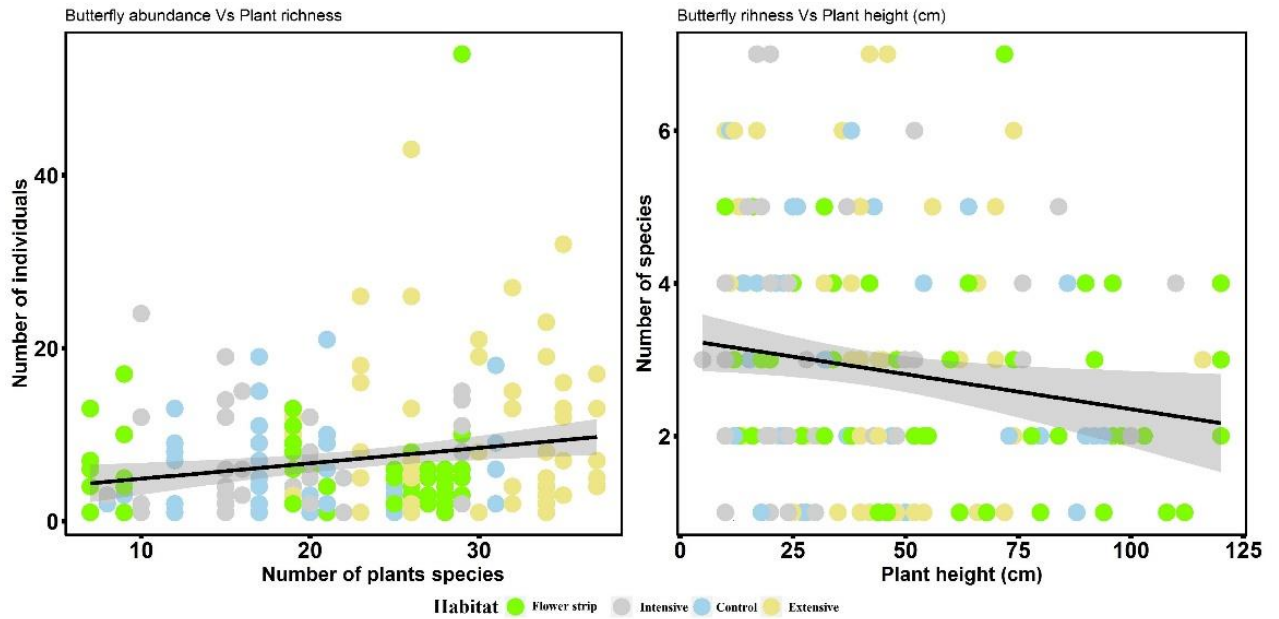 Butterfly abundance Vs Plant richness
Number of individuals
40
20
0
10 20 30
Number of plants species
Butterfly rihness Vs Plant height (cm)
Number of species
6
4
2
0 25 50 75 100 125
Plant height (cm)
Habitat Flower strip Intensive Control Extensive